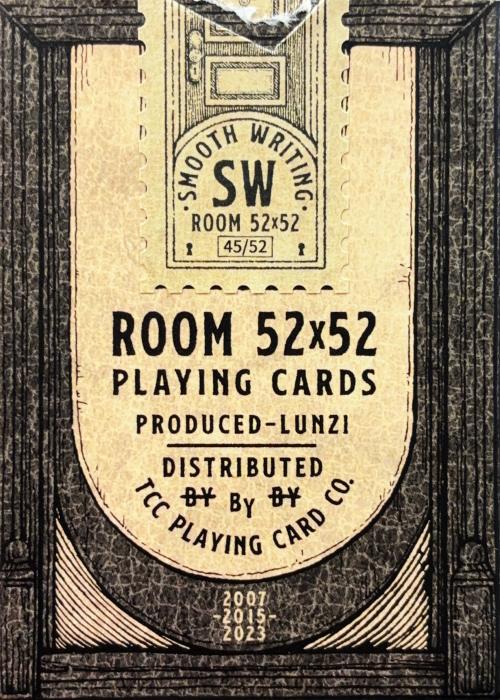 SMOOTH WRITING
SW
ROOM 52x52
45/52
ROOM 52x52
PLAYING CARDS
PRODUCED-LUNZI
DISTRIBUTED
BY By BY
TCC PLAYING CARD CO.
2007
-2015-
2023